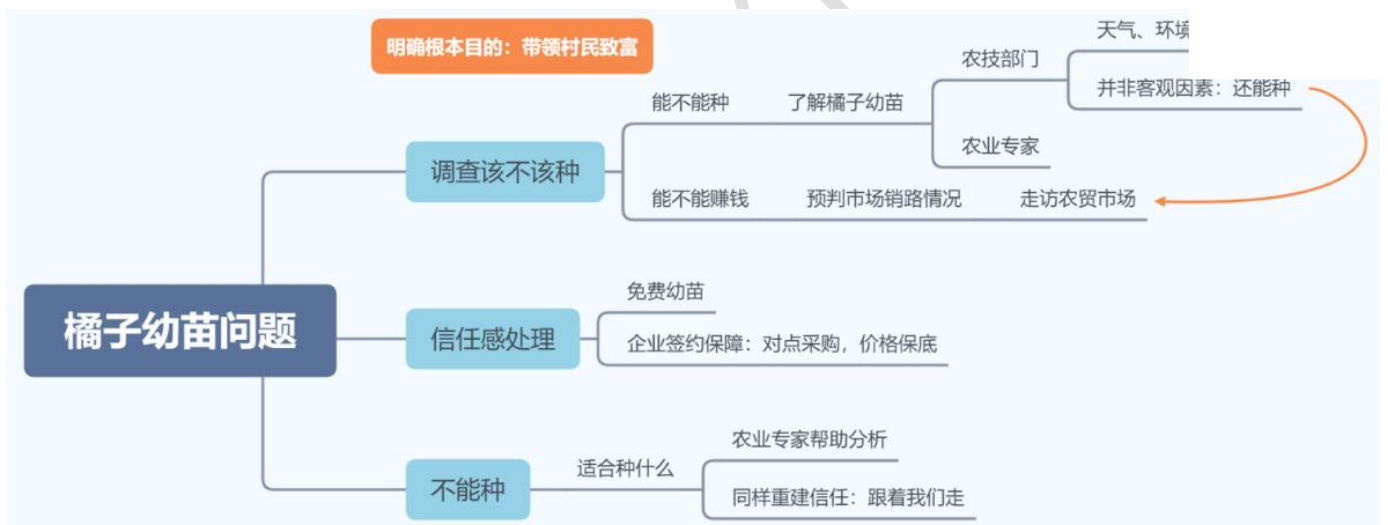 明确根本目的：带领村民致富
橘子幼苗问题
调查该不该种
能不能种
了解橘子幼苗
农技部门
天气、环境
并非客观因素：还能种
农业专家
能不能赚钱
预判市场销路情况
走访农贸市场
信任感处理
免费幼苗
企业签约保障：对点采购，价格保底
不能种
适合种什么
农业专家帮助分析
同样重建信任：跟着我们走